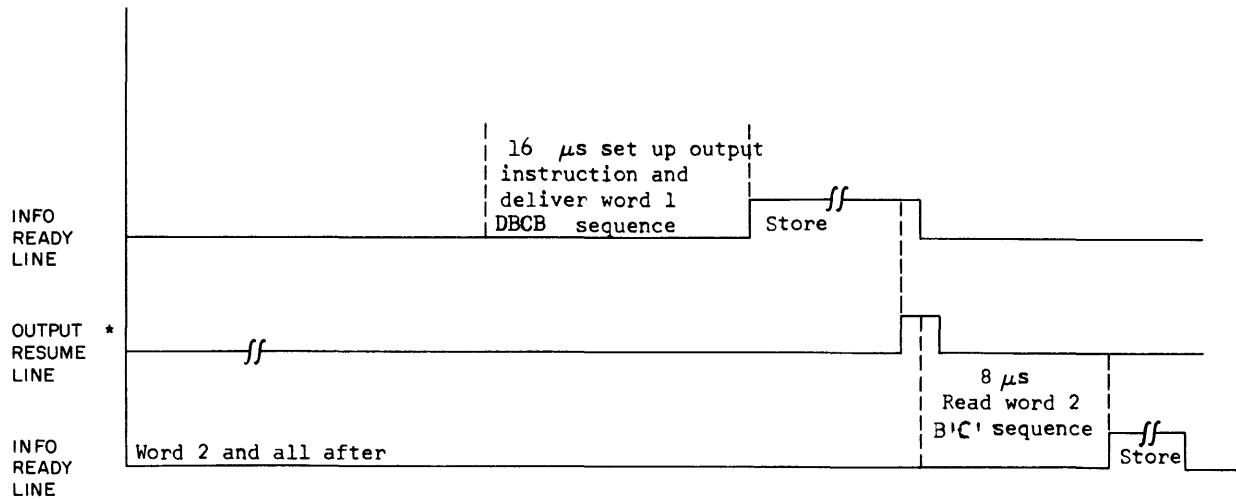 16 μs set up output
instruction and
deliver word 1
DBCB sequence
INFO
READY
LINE
Store
OUTPUT *
RESUME
LINE
8 μs
Read word 2
B'C' sequence
INFO
READY
LINE
Word 2 and all after
Store